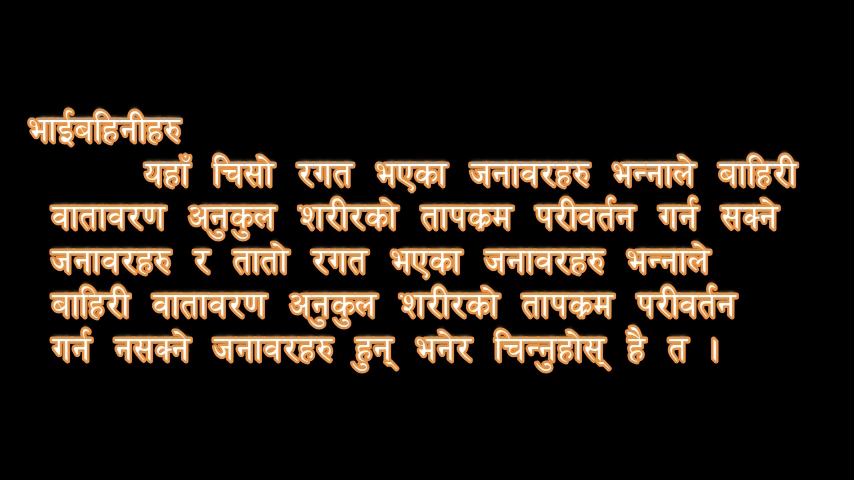 भाईबहिनीहरु
यहाँ चिसो रगत भएका जनावरहरु भन्नाले बाहिरी
वातावरण अनुकुल शरीरको तापक्रम परीवर्तन गर्न सक्ने
जनावरहरु र तातो रगत भएका जनावरहरु भन्नाले
बाहिरी वातावरण अनुकुल शरीरको तापक्रम परीवर्तन
गर्न नसक्ने जनावरहरु हुन् भनेर चिन्नुहोस् है त ।